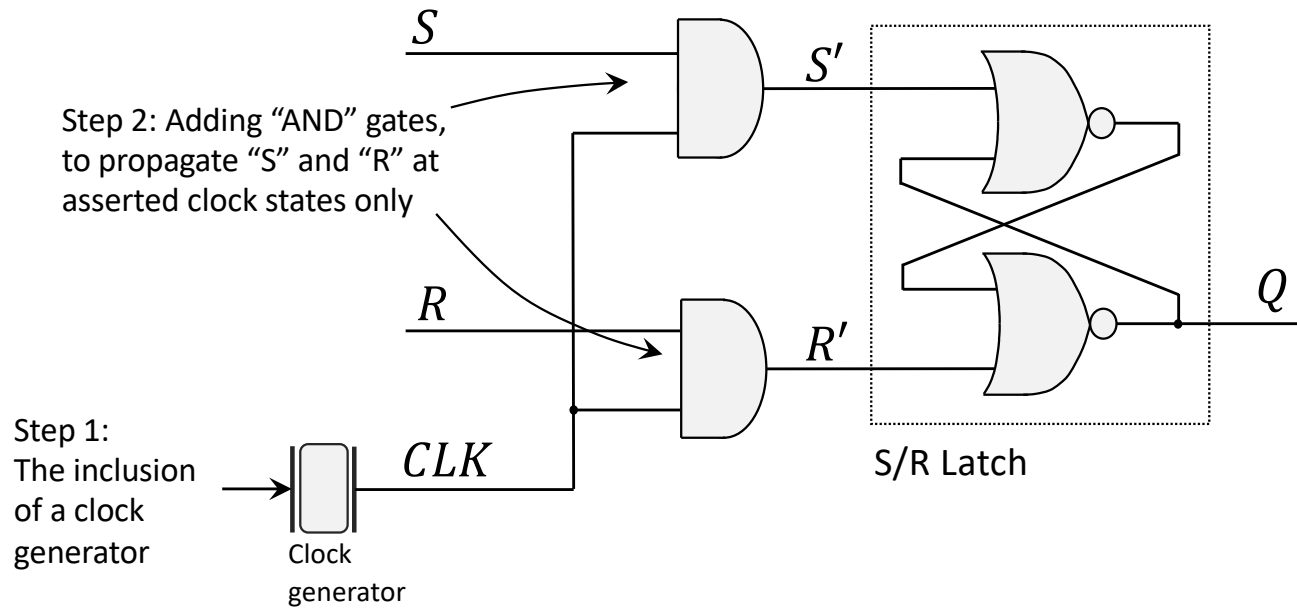 S
S′
Step 2: Adding “AND” gates,
to propagate “S” and “R” at
asserted clock states only
R
R′
Q
Step 1:
The inclusion
of a clock
generator
CLK
Clock
generator
S/R Latch